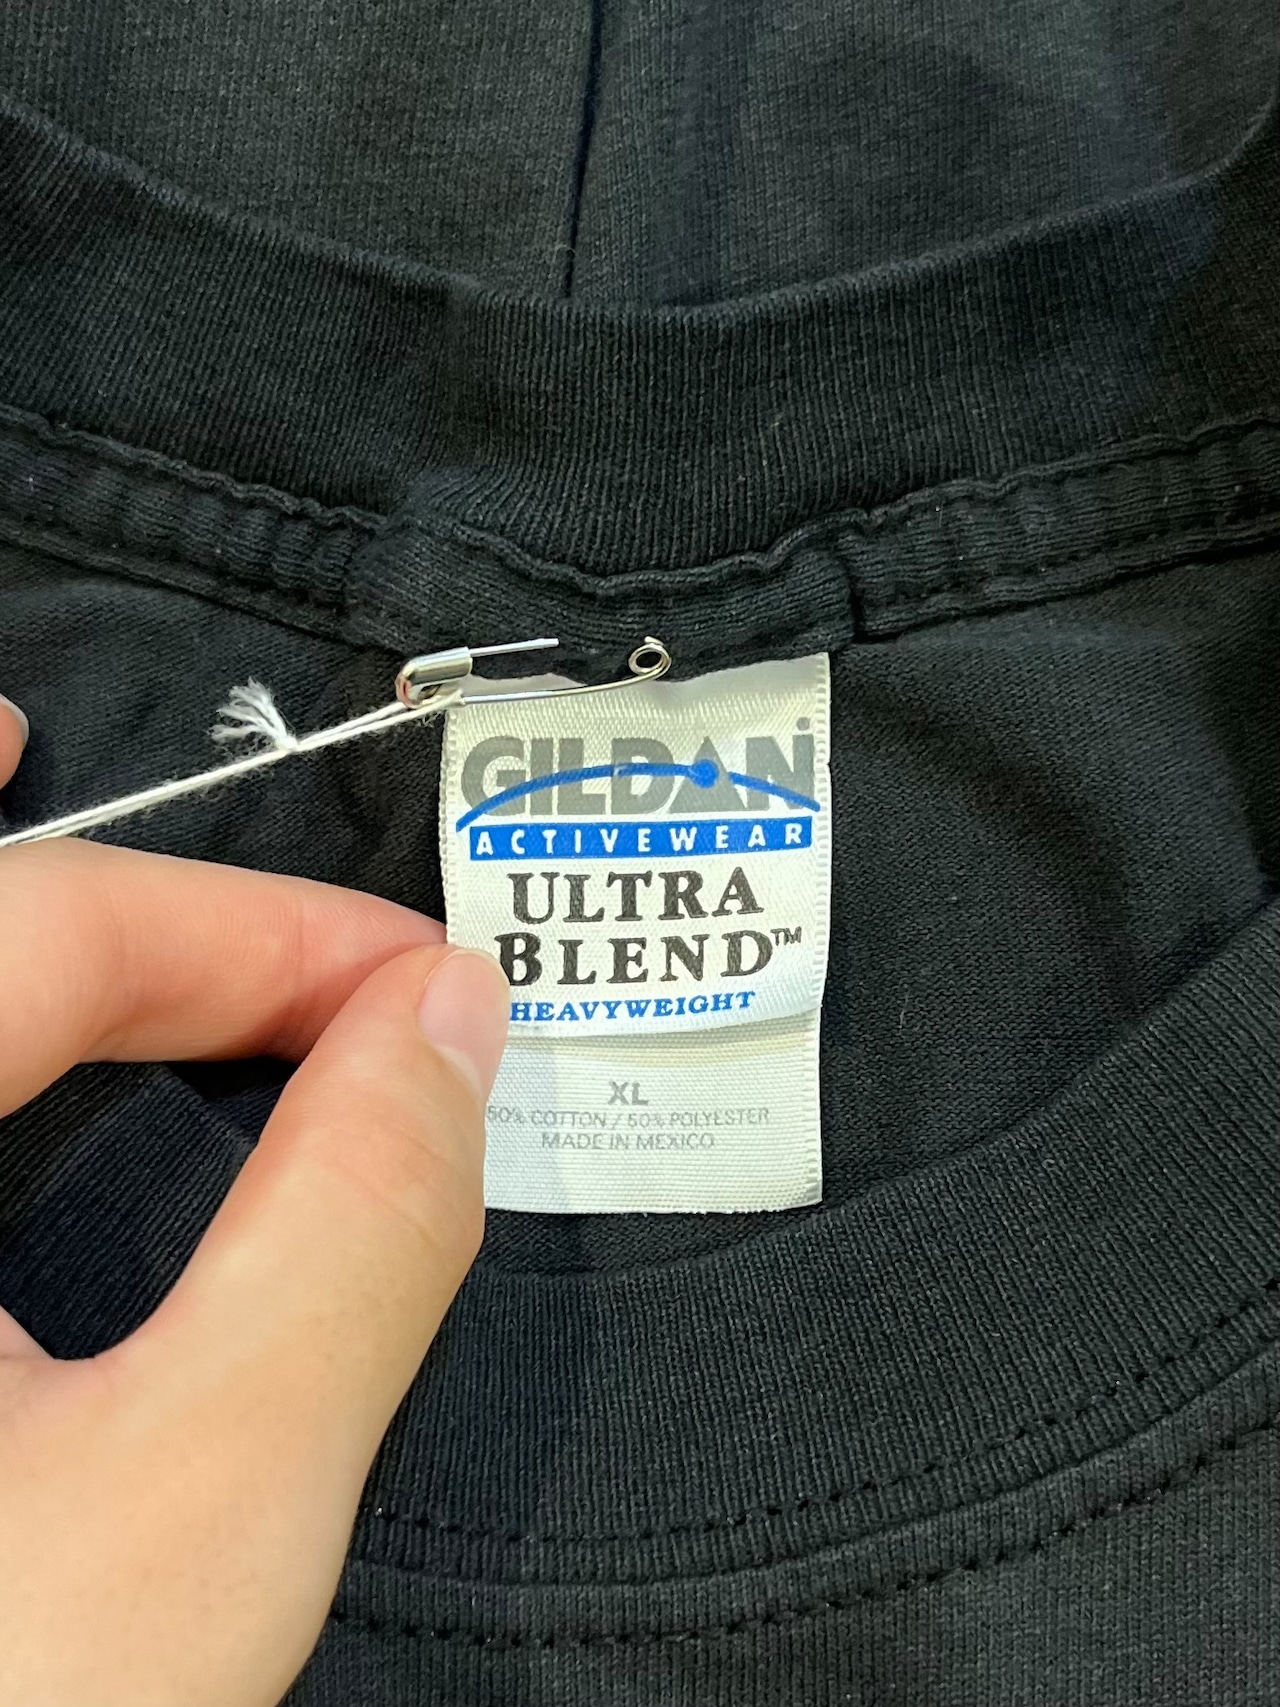 GILDAN
ACTIVEWEAR
ULTRA
BLEND™
HEAVYWEIGHT
XL
50% COTTON / 50% POLYESTER
MADE IN MEXICO